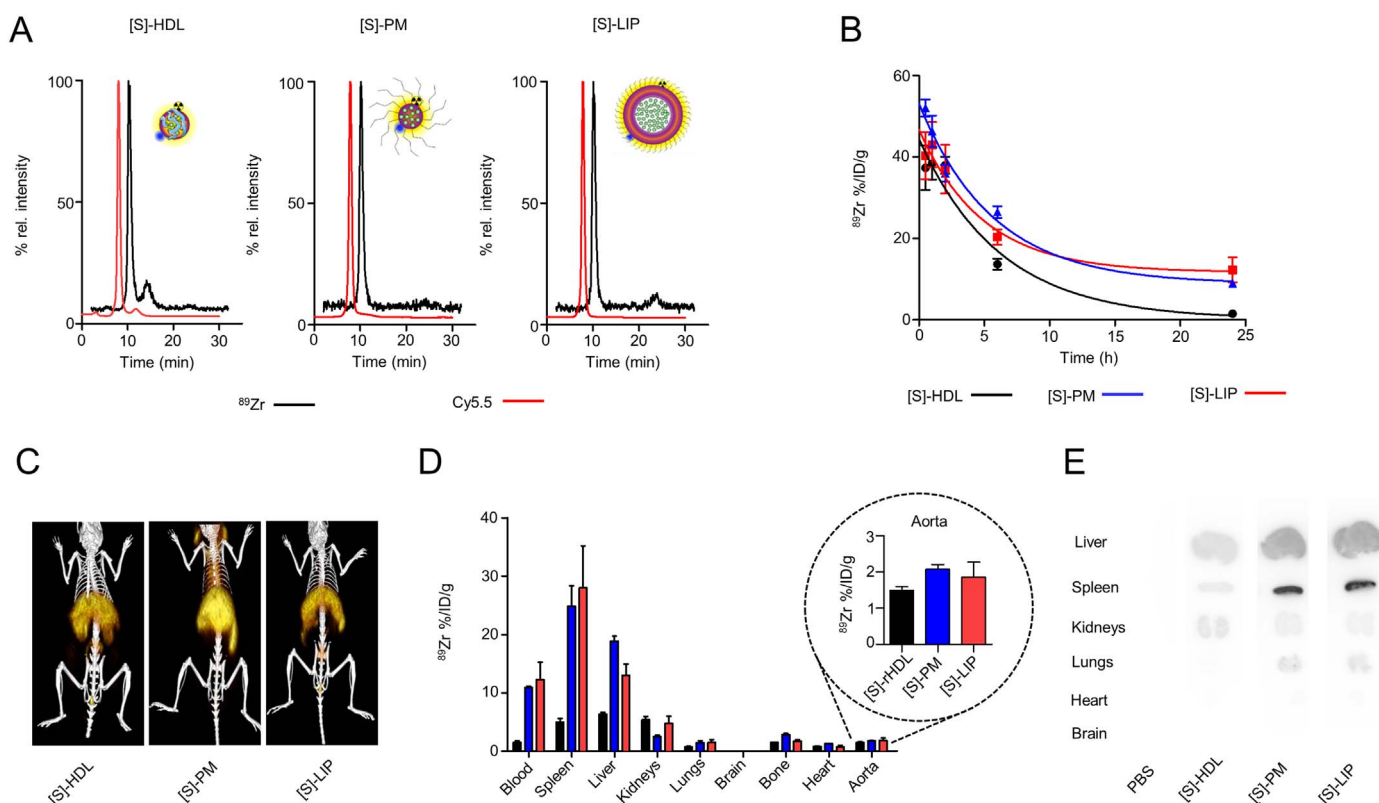 A
[S]-HDL
[S]-PM
[S]-LIP
% rel. intensity
100
50
0
0 10 20 30
Time (min)
% rel. intensity
100
50
0
0 10 20 30
Time (min)
% rel. intensity
100
50
0
0 10 20 30
Time (min)
⁸⁹Zr
Cy5.5
B
⁸⁹Zr %/ID/g
60
40
20
0
0 5 10 15 20 25
Time (h)
[S]-HDL [S]-PM [S]-LIP
C
[S]-HDL
[S]-PM
[S]-LIP
D
⁸⁹Zr %/ID/g
40
30
20
10
0
Blood
Spleen
Liver
Kidneys
Lungs
Brain
Bone
Heart
Aorta
Aorta
⁸⁹Zr %/ID/g
3
2
1
0
[S]-rHDL
[S]-PM
[S]-LIP
E
Liver
Spleen
Kidneys
Lungs
Heart
Brain
PBS
[S]-HDL
[S]-PM
[S]-LIP